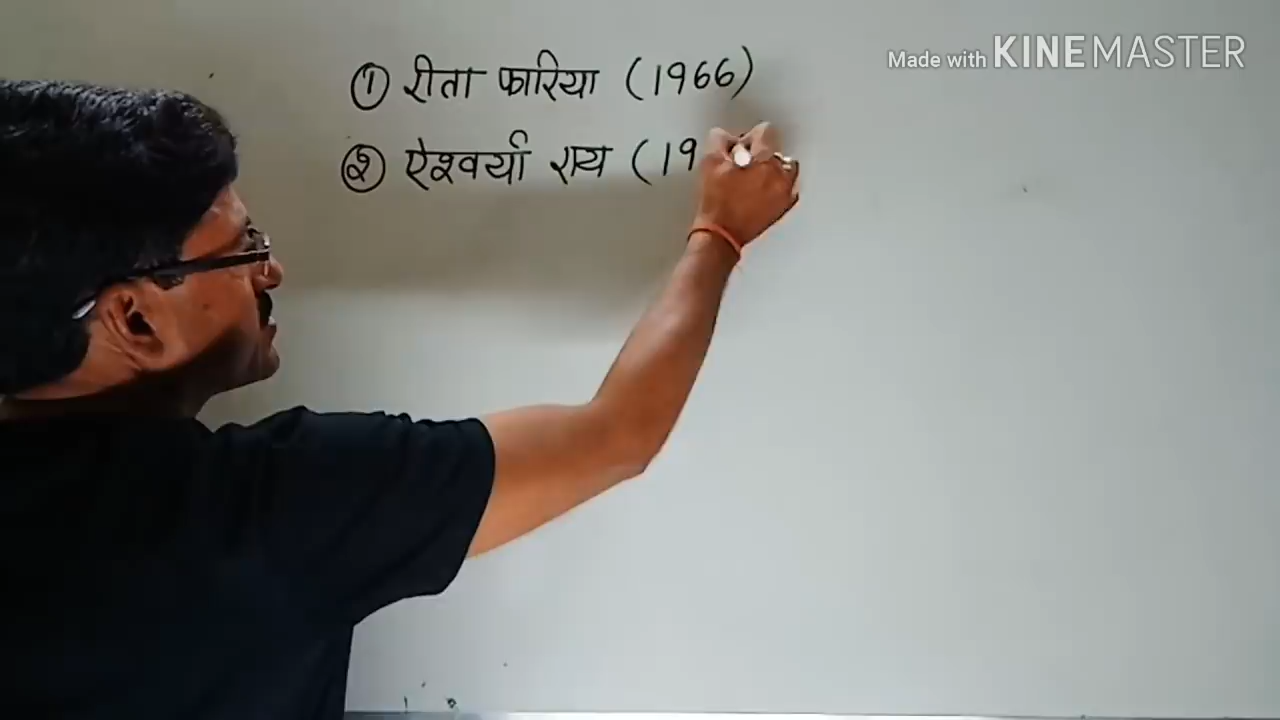 Made with KINEMASTER
① रीता फारिया (1966)
② ऐश्वर्या राय (19